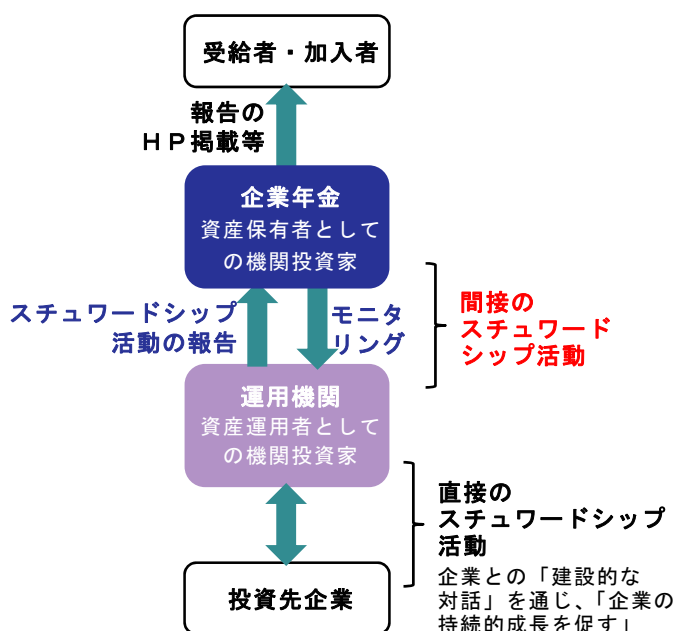 受給者・加入者
報告の
ＨＰ掲載等
企業年金
資産保有者として
の機関投資家
スチュワードシップ
活動の報告
モニタ
リング
間接の
スチュワード
シップ活動
運用機関
資産運用者として
の機関投資家
直接の
スチュワードシップ
活動
企業との「建設的な
対話」を通じ、「企業の
持続的成長を促す」
投資先企業